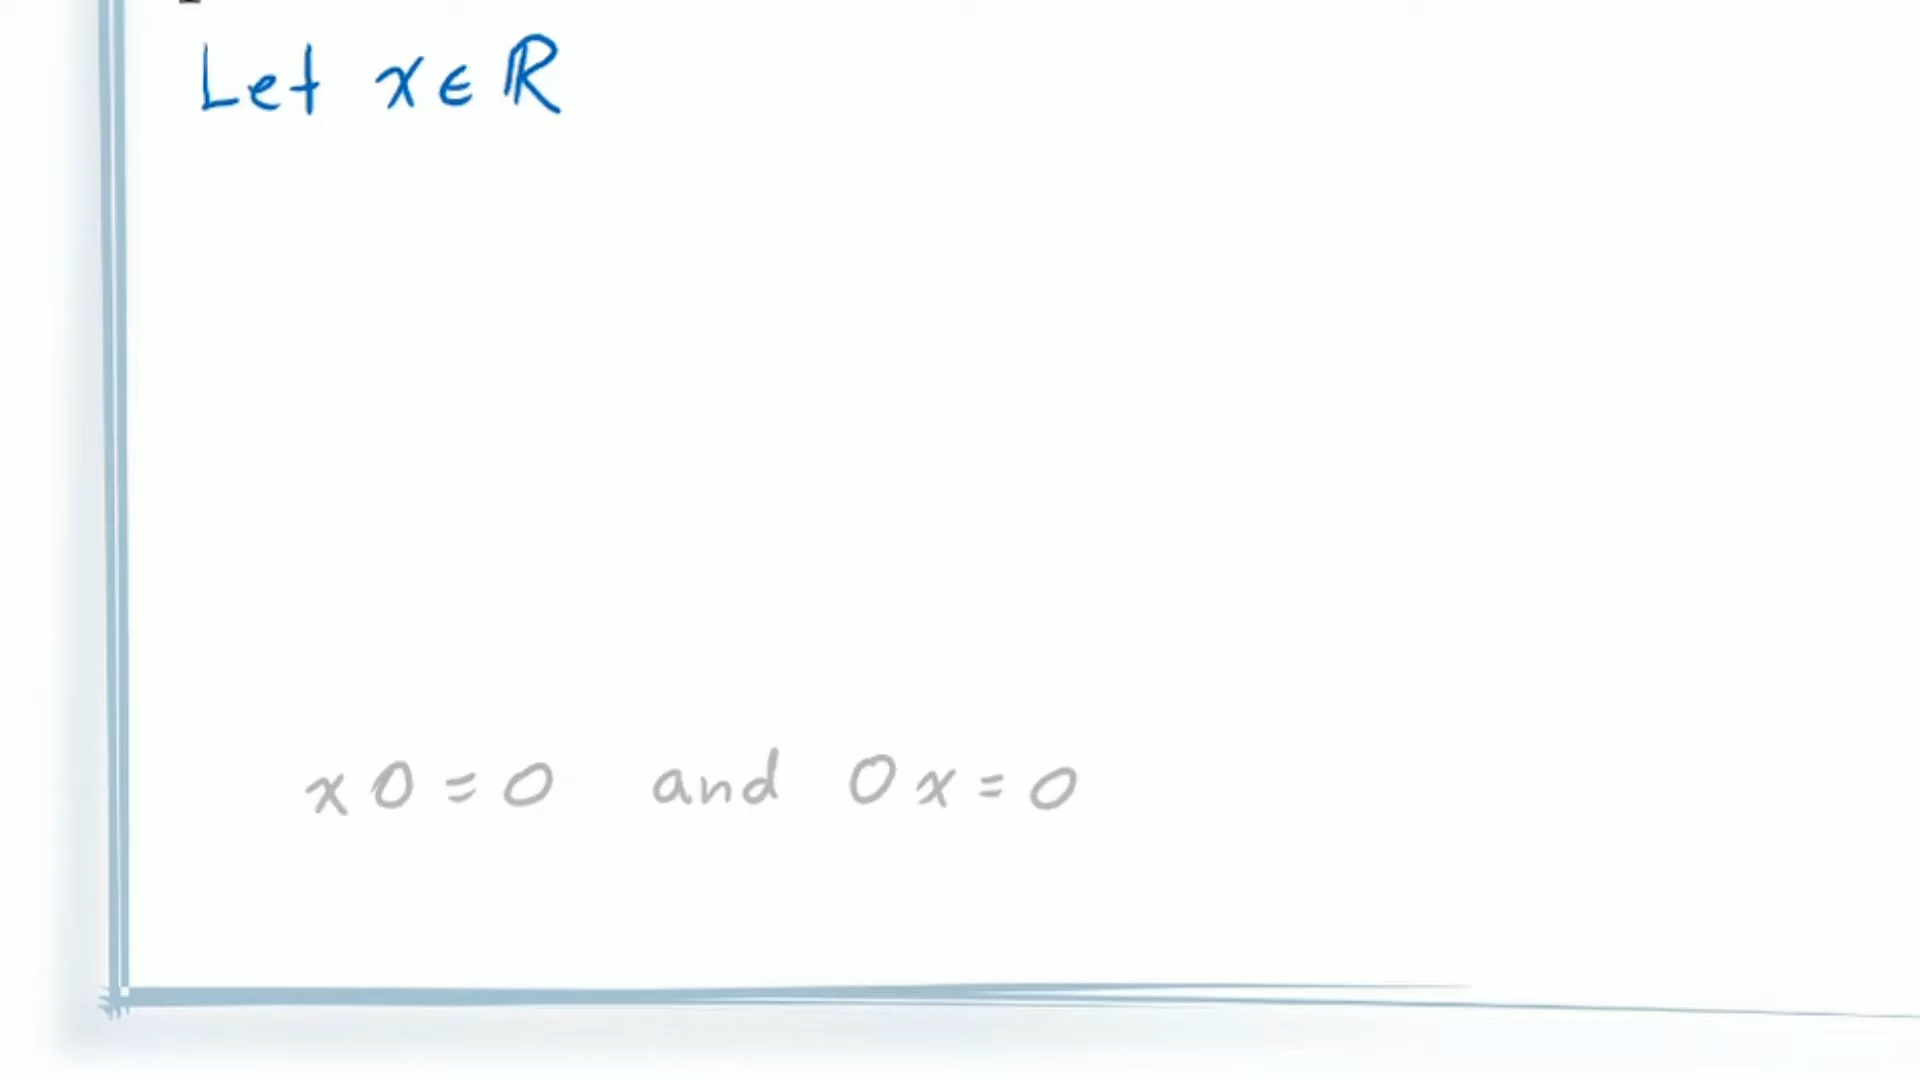 Let x ∈ ℝ
x0 = 0 and 0x = 0